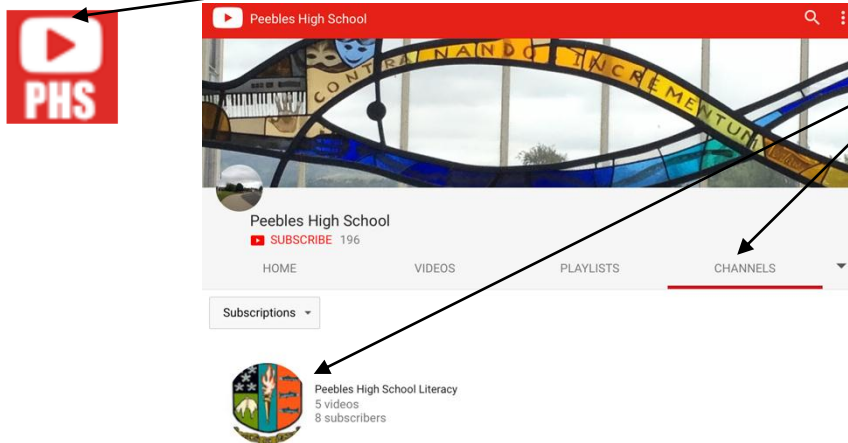 PHS
Peebles High School
CONTRA NANDO INCREMENTUM
Peebles High School
SUBSCRIBE 196
HOME VIDEOS PLAYLISTS CHANNELS
Subscriptions
Peebles High School Literacy
5 videos
8 subscribers